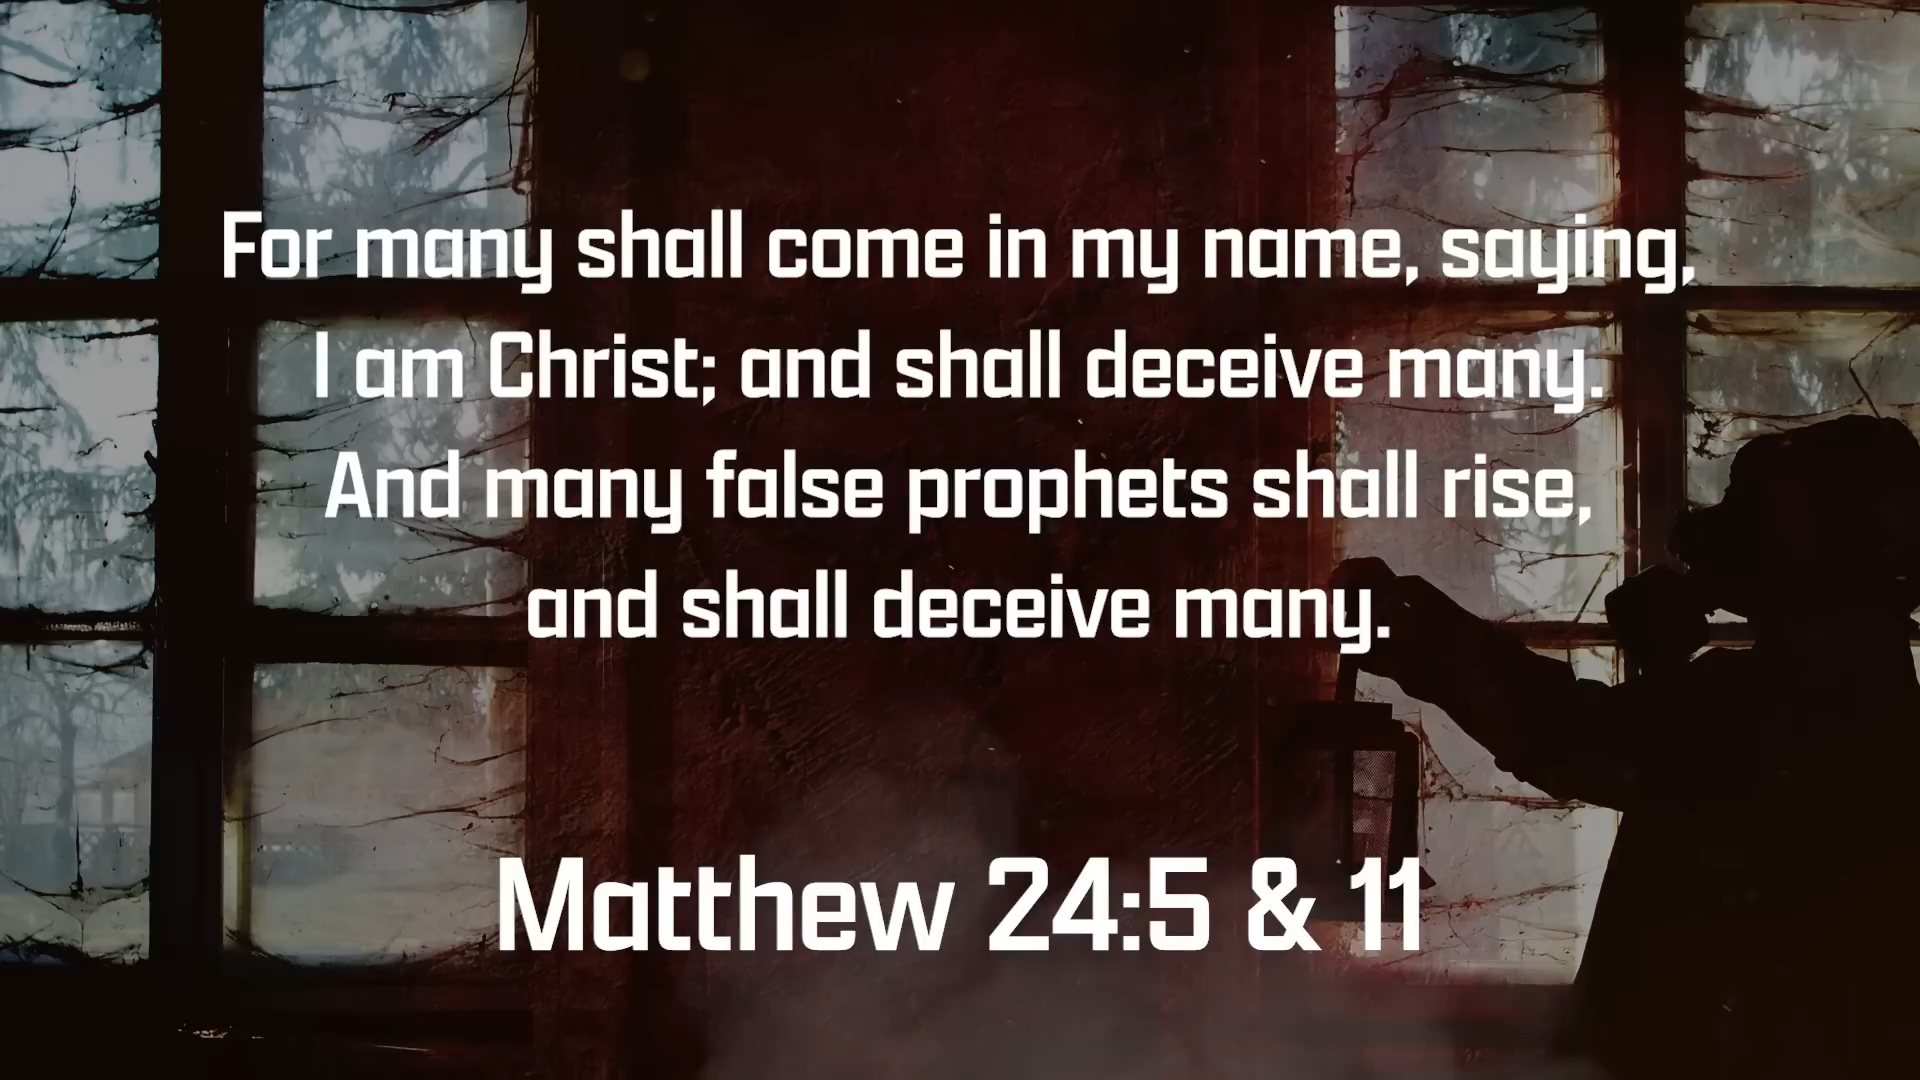 For many shall come in my name, saying,
I am Christ; and shall deceive many.
And many false prophets shall rise,
and shall deceive many.
Matthew 24:5 & 11